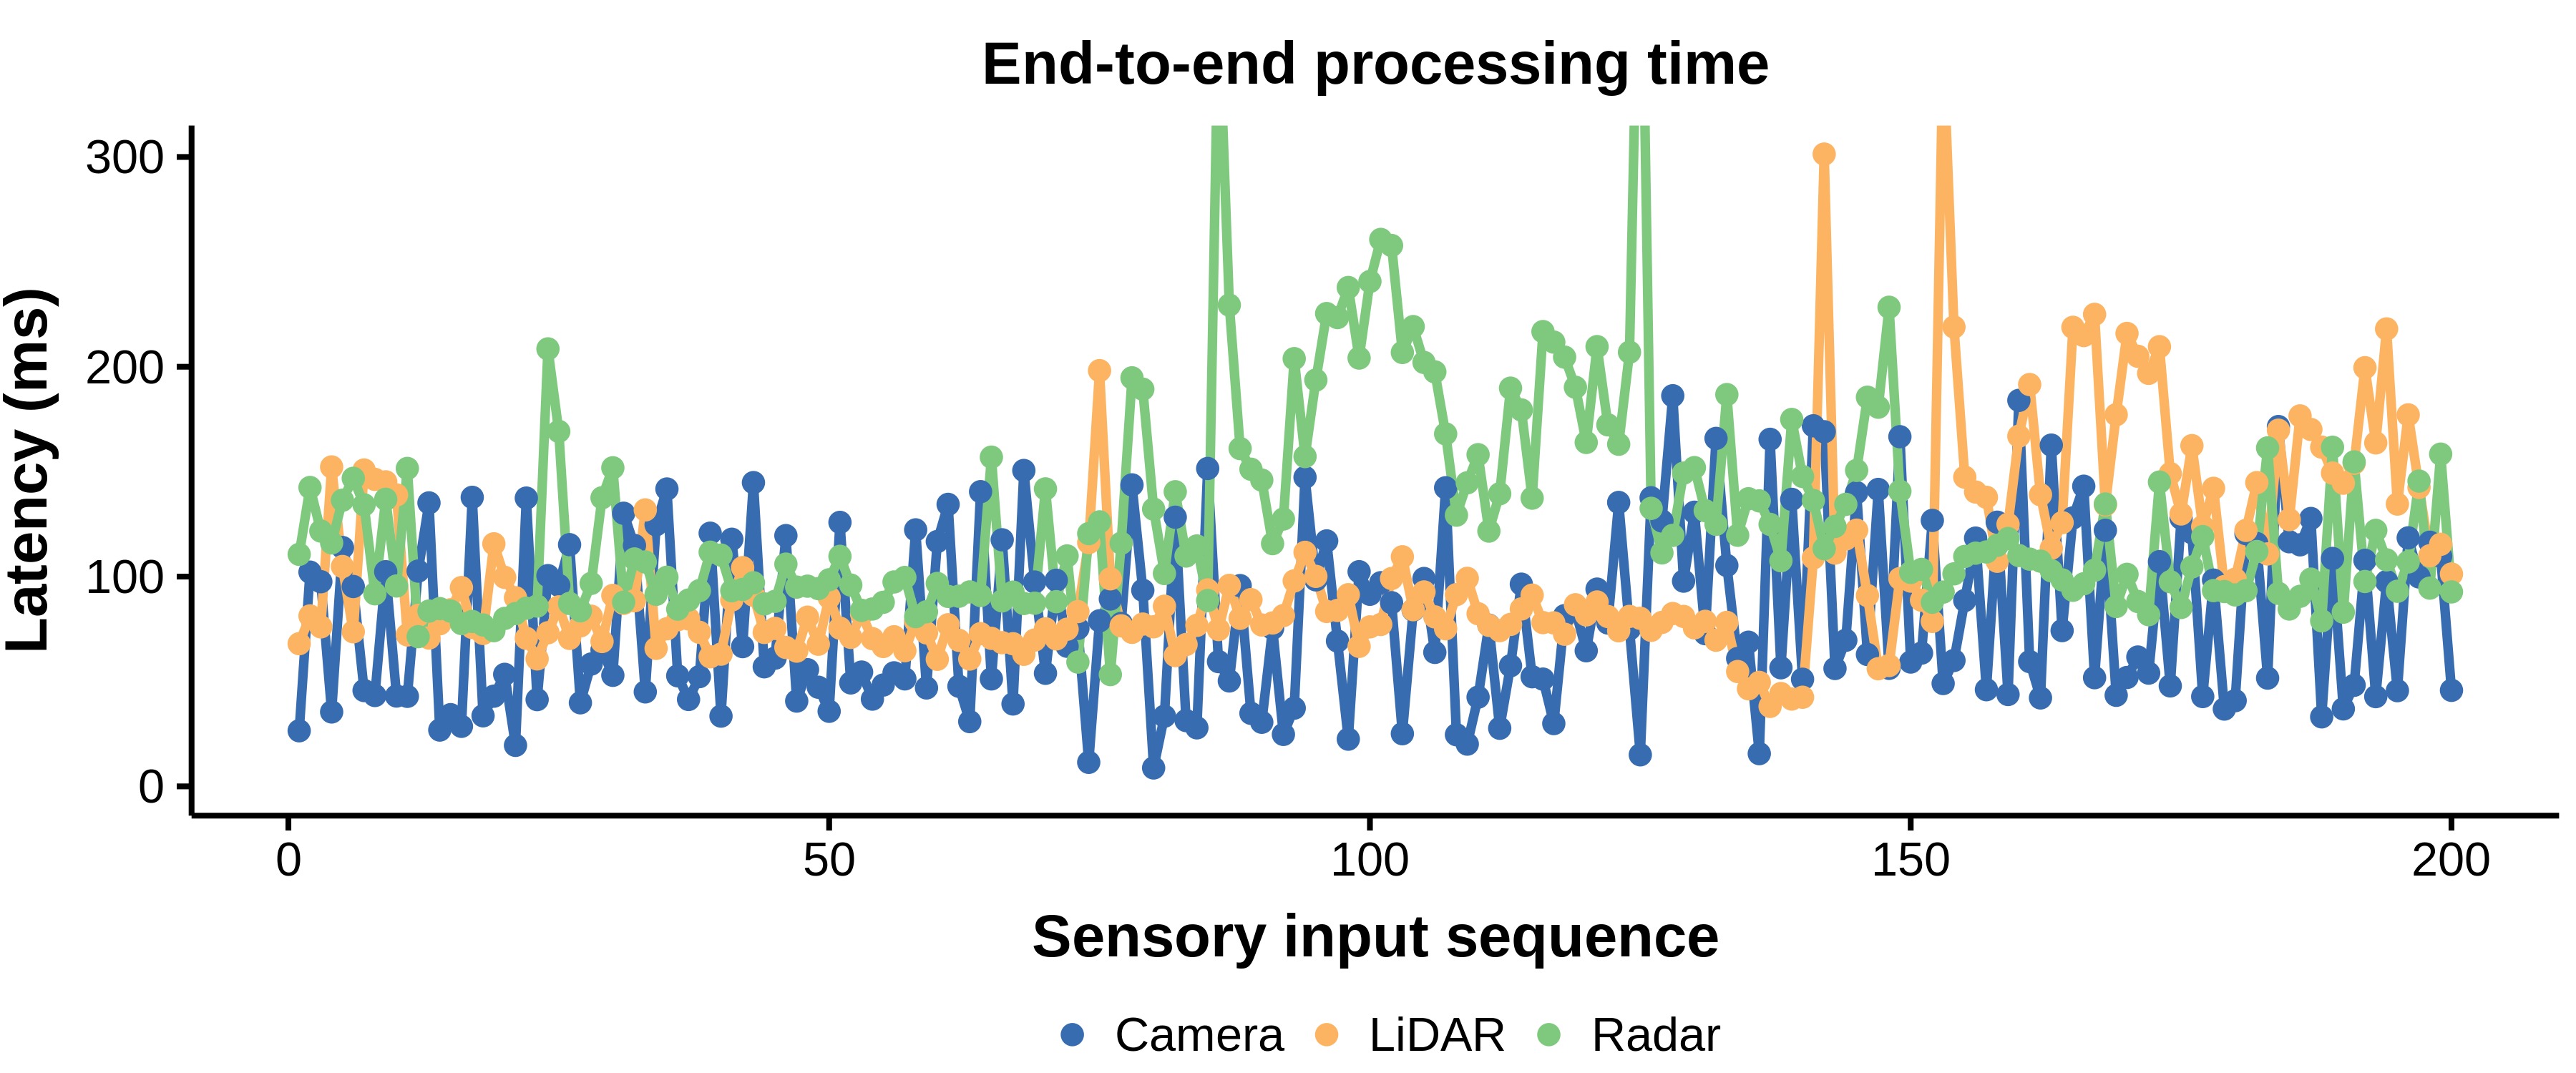 End-to-end processing time
Latency (ms)
300
200
100
0
0 50 100 150 200
Sensory input sequence
Camera LiDAR Radar